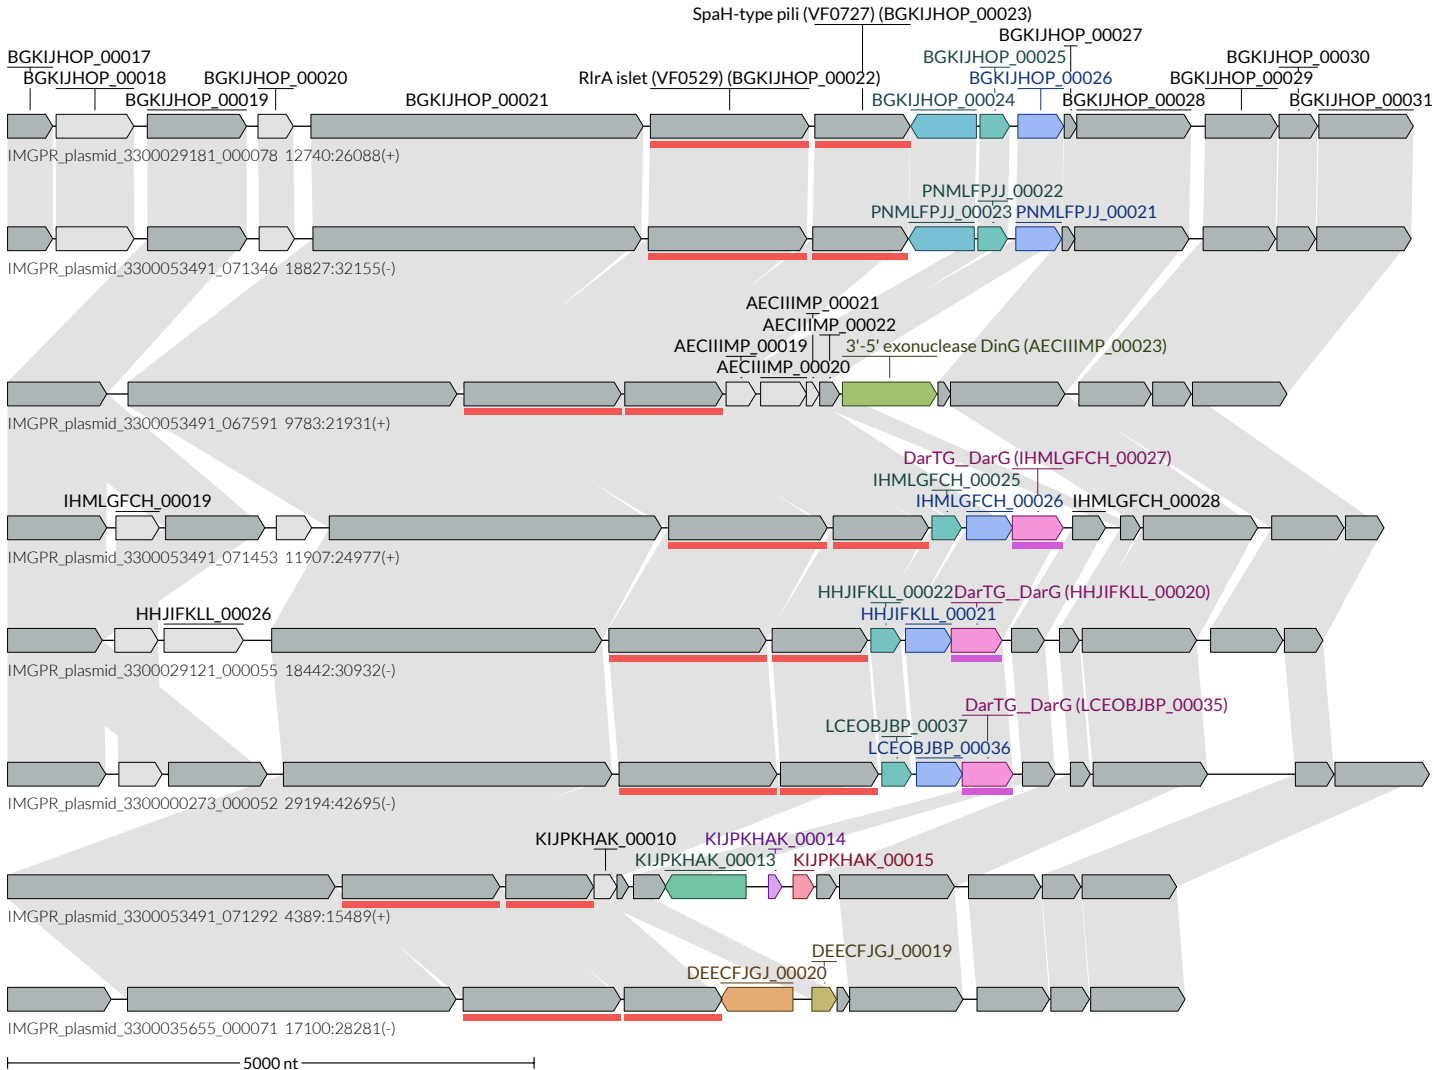 SpaH-type pili (VF0727) (BGKIJHOP_00023)
BGKIJHOP_00027
BGKIJHOP_00017
BGKIJHOP_00025
BGKIJHOP_00030
BGKIJHOP_00018
BGKIJHOP_00020
RlrA islet (VF0529) (BGKIJHOP_00022)
BGKIJHOP_00026
BGKIJHOP_00029
BGKIJHOP_00019
BGKIJHOP_00021
BGKIJHOP_00024
BGKIJHOP_00028
BGKIJHOP_00031
IMGPR_plasmid_3300029181_000078 12740:26088(+)
PNMLFPJJ_00022
PNMLFPJJ_00023
PNMLFPJJ_00021
IMGPR_plasmid_3300053491_071346 18827:32155(-)
AECIIIMP_00021
AECIIIMP_00022
AECIIIMP_00019
3'-5' exonuclease DinG (AECIIIMP_00023)
AECIIIMP_00020
IMGPR_plasmid_3300053491_067591 9783:21931(+)
DarTG_DarG (IHMLGFCH_00027)
IHMLGFCH_00025
IHMLGFCH_00019
IHMLGFCH_00026
IHMLGFCH_00028
IMGPR_plasmid_3300053491_071453 11907:24977(+)
HHJIFKLL_00022
DarTG_DarG (HHJIFKLL_00020)
HHJIFKLL_00026
HHJIFKLL_00021
IMGPR_plasmid_3300029121_000055 18442:30932(-)
DarTG_DarG (LCEOBJBP_00035)
LCEOBJBP_00037
LCEOBJBP_00036
IMGPR_plasmid_3300000273_000052 29194:42695(-)
KIJPKHAK_00010
KIJPKHAK_00014
KIJPKHAK_00013
KIJPKHAK_00015
IMGPR_plasmid_3300053491_071292 4389:15489(+)
DEECFJGJ_00019
DEECFJGJ_00020
IMGPR_plasmid_3300035655_000071 17100:28281(-)
5000 nt